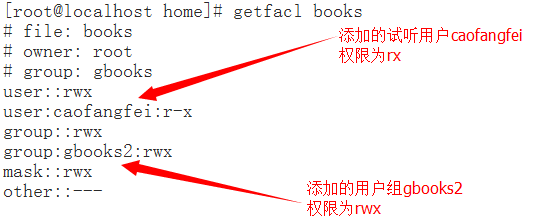 [root@localhost home]# getfacl books
# file: books
# owner: root
# group: gbooks
user::rwx
user:caofangfei:r-x
group::rwx
group:gbooks2:rwx
mask::rwx
other::---
添加的试听用户caofangfei
权限为rx
添加的用户组gbooks2
权限为rwx